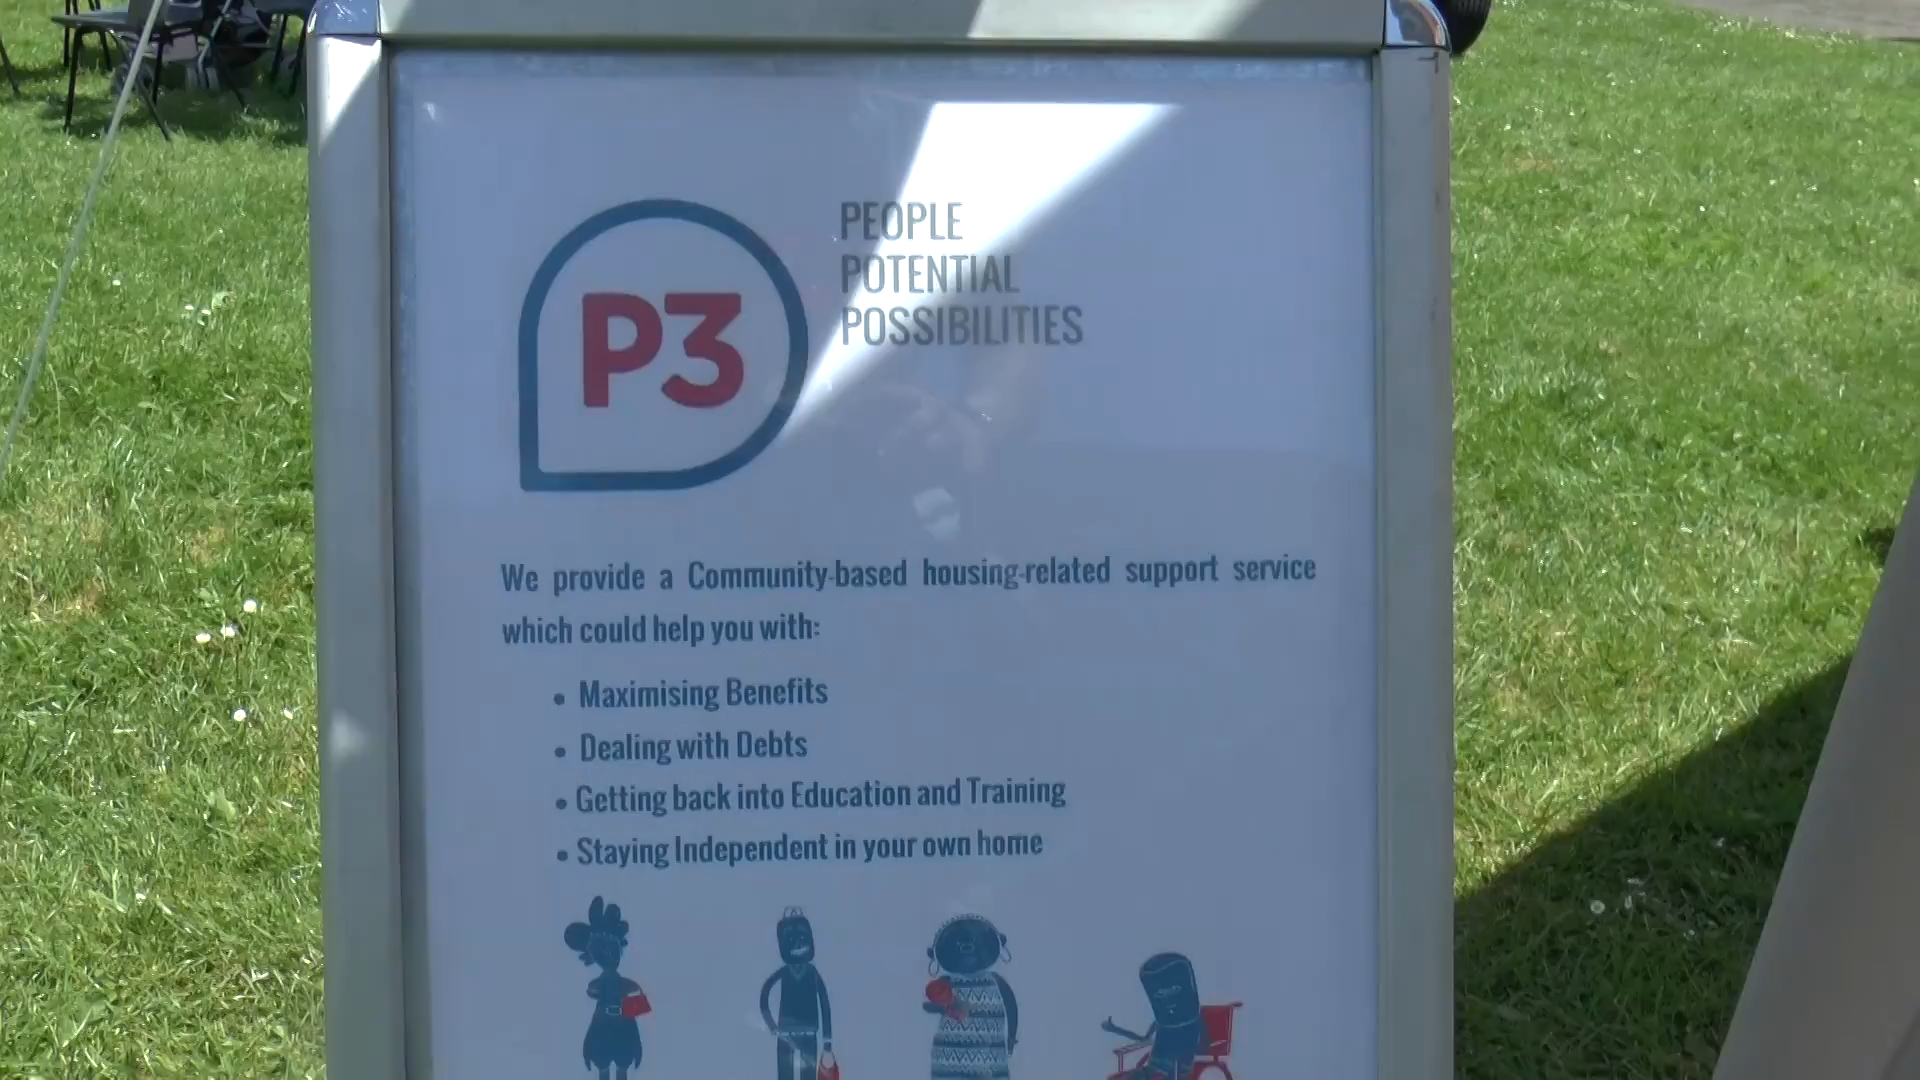 P3
PEOPLE
POTENTIAL
POSSIBILITIES
We provide a Community-based housing-related support service
which could help you with:
• Maximising Benefits
• Dealing with Debts
• Getting back into Education and Training
• Staying Independent in your own home